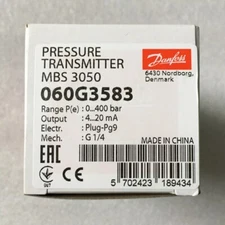 PRESSURE
TRANSMITTER
MBS 3050
060G3583
Danfoss
6430 Nordborg,
Denmark
Range P(e) : 0...400 bar
Output : 4...20 mA
Electr. : Plug-Pg9
Mech. : G 1/4
MADE IN CHINA
EAC
CE
5 702423 189434